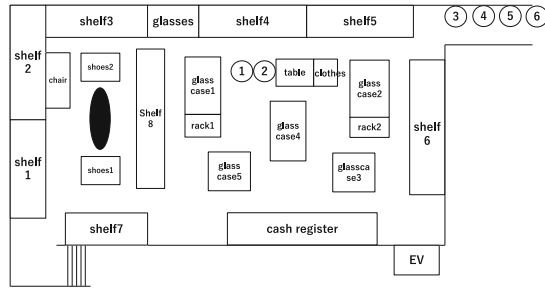 shelf3
glasses
shelf4
shelf5
3
4
5
6
shelf
2
chair
shoes2
Shelf
8
glass
case1
rack1
1
2
table
clothes
glass
case2
rack2
glass
case4
shelf
6
shelf
1
shoes1
glass
case5
glassca
se3
shelf7
cash register
EV